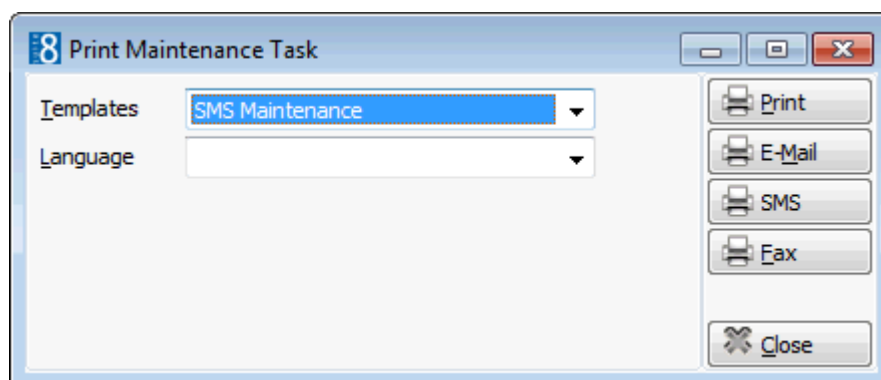 8 Print Maintenance Task
Templates SMS Maintenance
Language
Print
E-Mail
SMS
Fax
Close